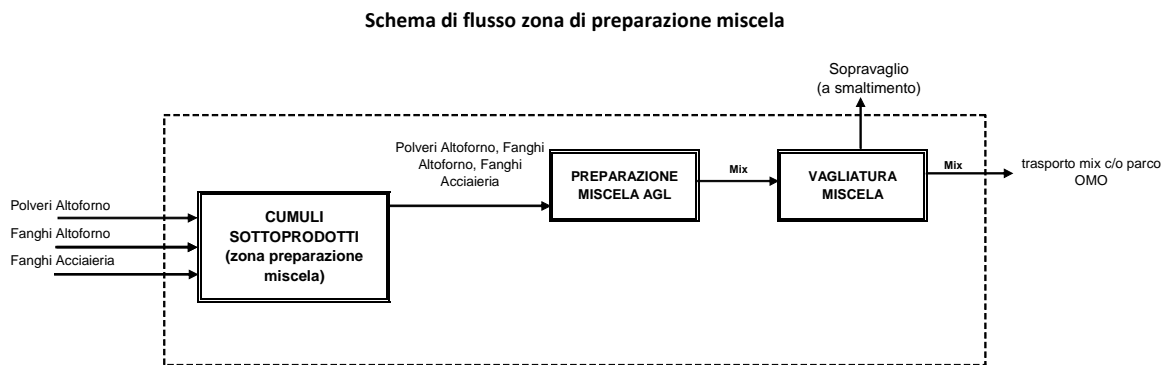 Schema di flusso zona di preparazione miscela
Sopravaglio
(a smaltimento)
Polveri Altoforno, Fanghi
Altoforno, Fanghi
Acciaieria
PREPARAZIONE
MISCELA AGL
Mix
VAGLIATURA
MISCELA
Mix
trasporto mix c/o parco
OMO
Polveri Altoforno
Fanghi Altoforno
Fanghi Acciaieria
CUMULI
SOTTOPRODOTTI
(zona preparazione
miscela)